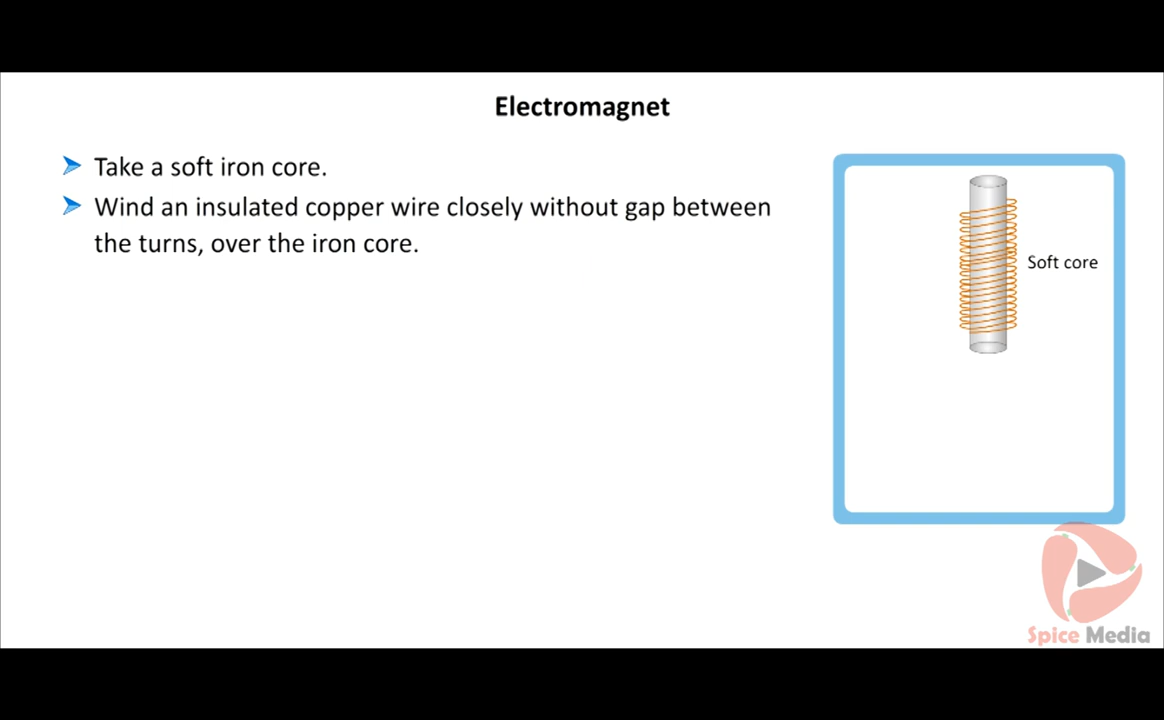 Electromagnet
Take a soft iron core.
Wind an insulated copper wire closely without gap between
the turns, over the iron core.
Soft core
Spice Media